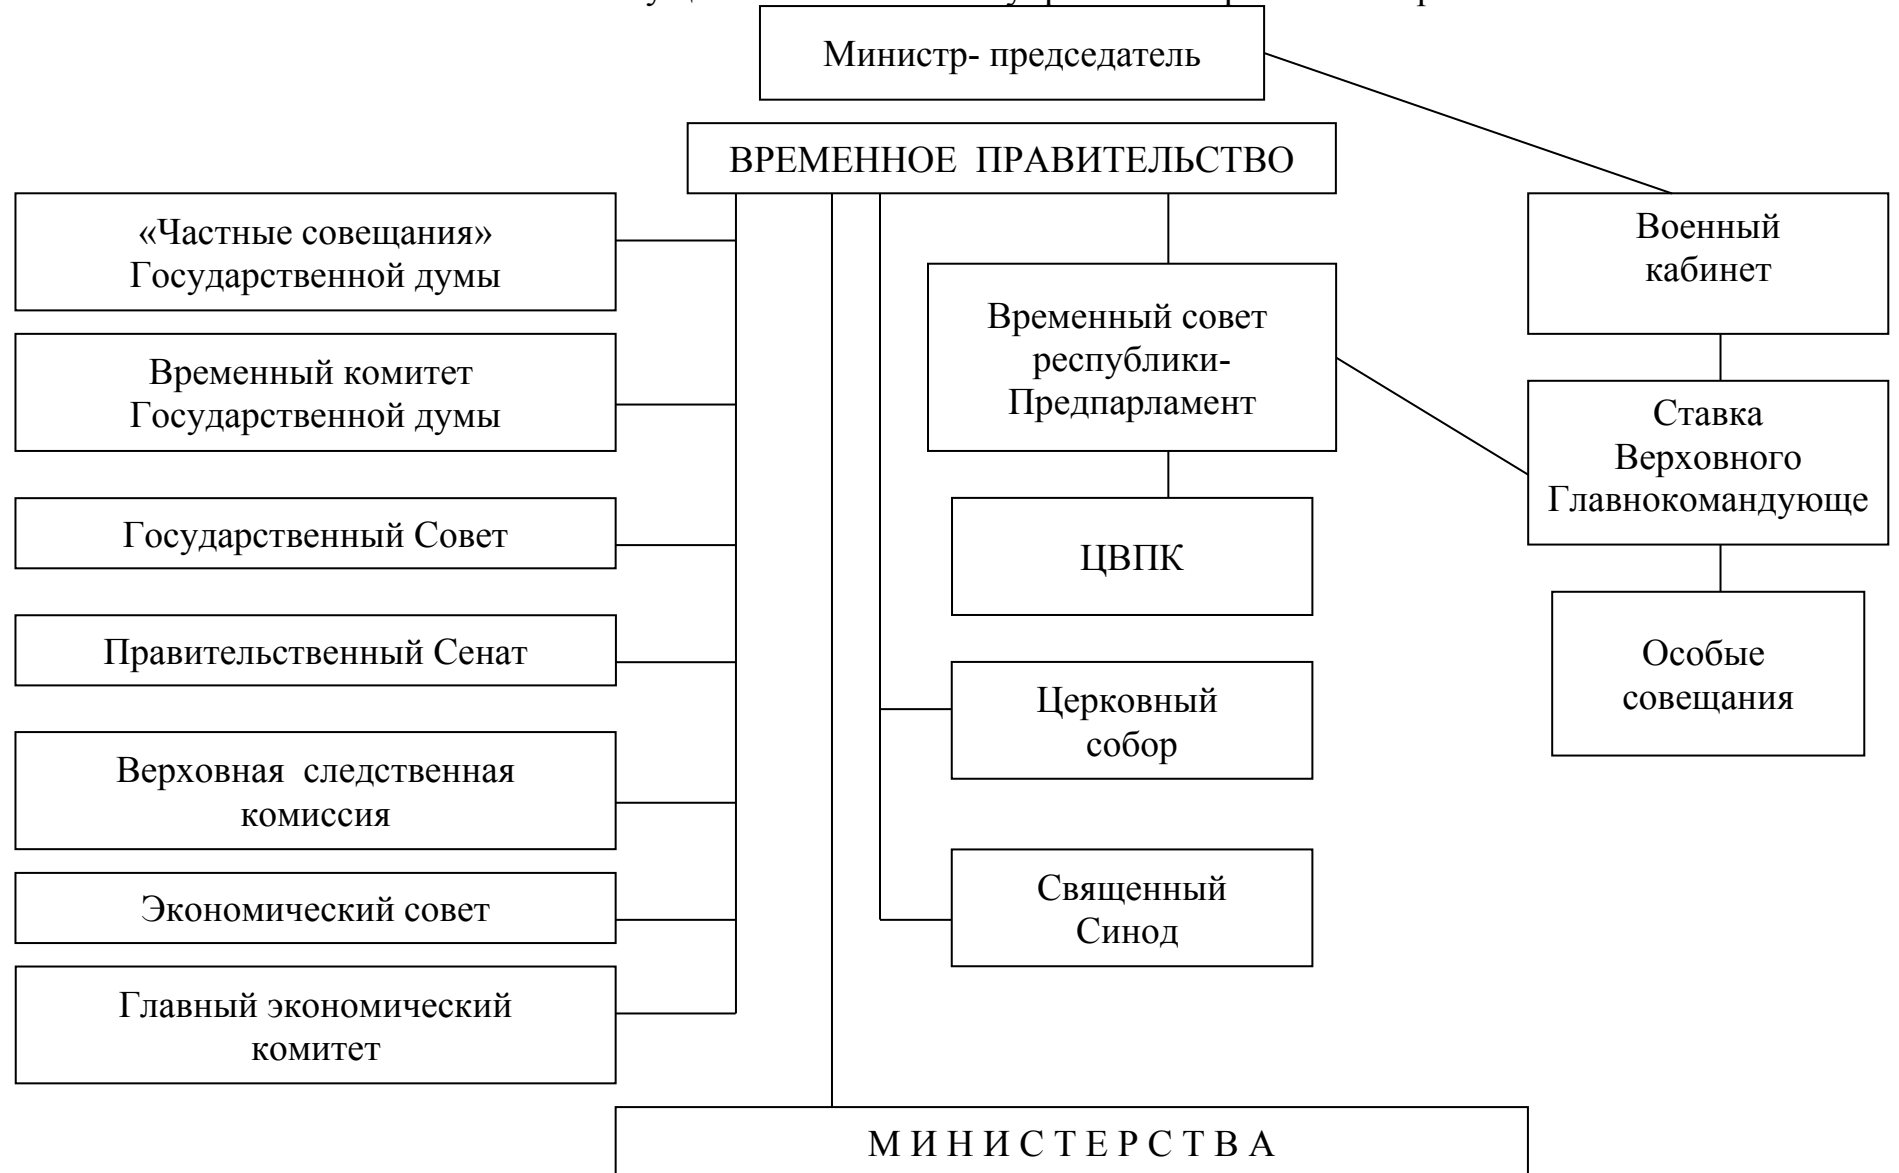 Министр- председатель
ВРЕМЕННОЕ ПРАВИТЕЛЬСТВО
«Частные совещания»
Государственной думы
Временный комитет
Государственной думы
Государственный Совет
Правительственный Сенат
Верховная следственная
комиссия
Экономический совет
Главный экономический
комитет
Временный совет
республики-
Предпарламент
ЦВПК
Церковный
собор
Священный
Синод
Военный
кабинет
Ставка
Верховного
Главнокомандующе
Особые
совещания
М И Н И С Т Е Р С Т В А